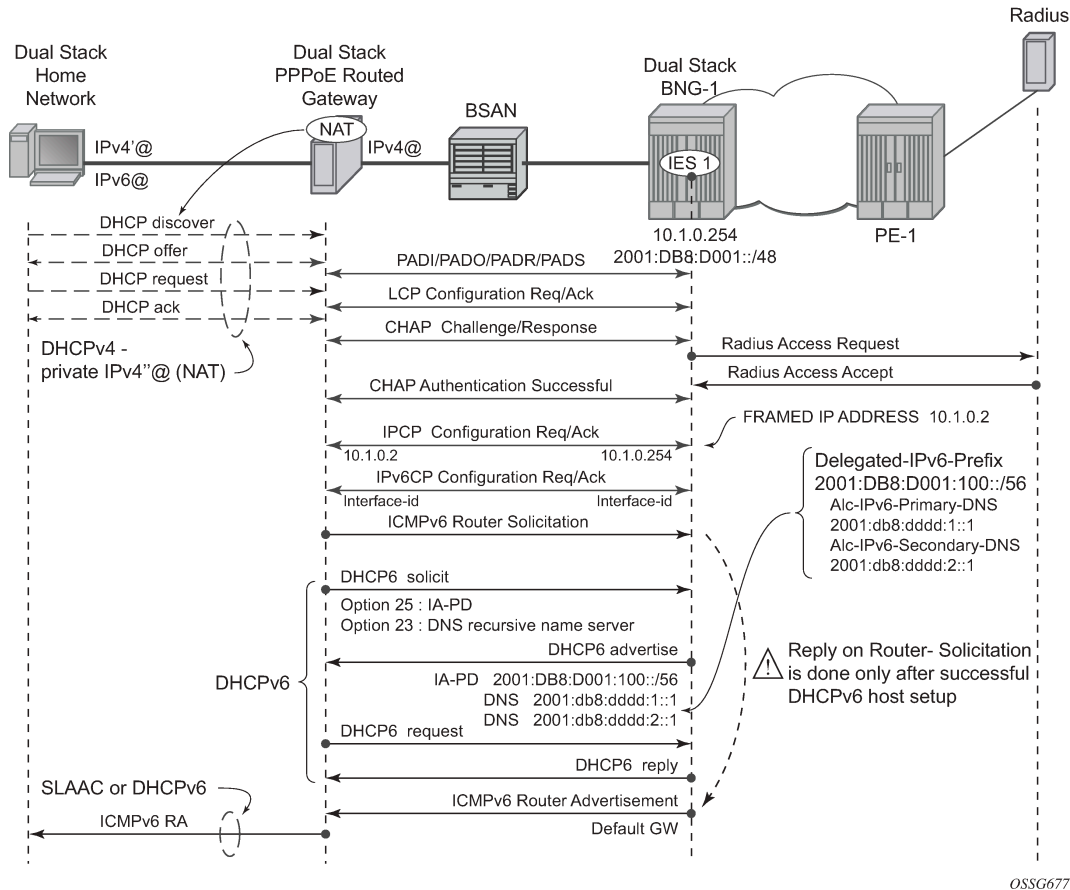 Radius
Dual Stack
Home
Network
Dual Stack
PPPoE Routed
Gateway
BSAN
Dual Stack
BNG-1
NAT
IPv4'@
IPv6@
IPv4@
IES 1
PE-1
10.1.0.254
2001:DB8:D001::/48
DHCP discover
DHCP offer
DHCP request
DHCP ack
DHCPv4 -
private IPv4"@ (NAT)
PADI/PADO/PADR/PADS
LCP Configuration Req/Ack
CHAP Challenge/Response
Radius Access Request
Radius Access Accept
CHAP Authentication Successful
FRAMED IP ADDRESS 10.1.0.2
IPCP Configuration Req/Ack
10.1.0.2
10.1.0.254
IPv6CP Configuration Req/Ack
Interface-id
Interface-id
Delegated-IPv6-Prefix
2001:DB8:D001:100::/56
Alc-IPv6-Primary-DNS
2001:db8:dddd:1::1
Alc-IPv6-Secondary-DNS
2001:db8:dddd:2::1
ICMPv6 Router Solicitation
DHCP6 solicit
Option 25 : IA-PD
Option 23 : DNS recursive name server
DHCP6 advertise
IA-PD 2001:DB8:D001:100::/56
DNS 2001:db8:dddd:1::1
DNS 2001:db8:dddd:2::1
DHCPv6
DHCP6 request
DHCP6 reply
! Reply on Router- Solicitation
is done only after successful
DHCPv6 host setup
SLAAC or DHCPv6
ICMPv6 Router Advertisement
Default GW
ICMPv6 RA
OSSG677